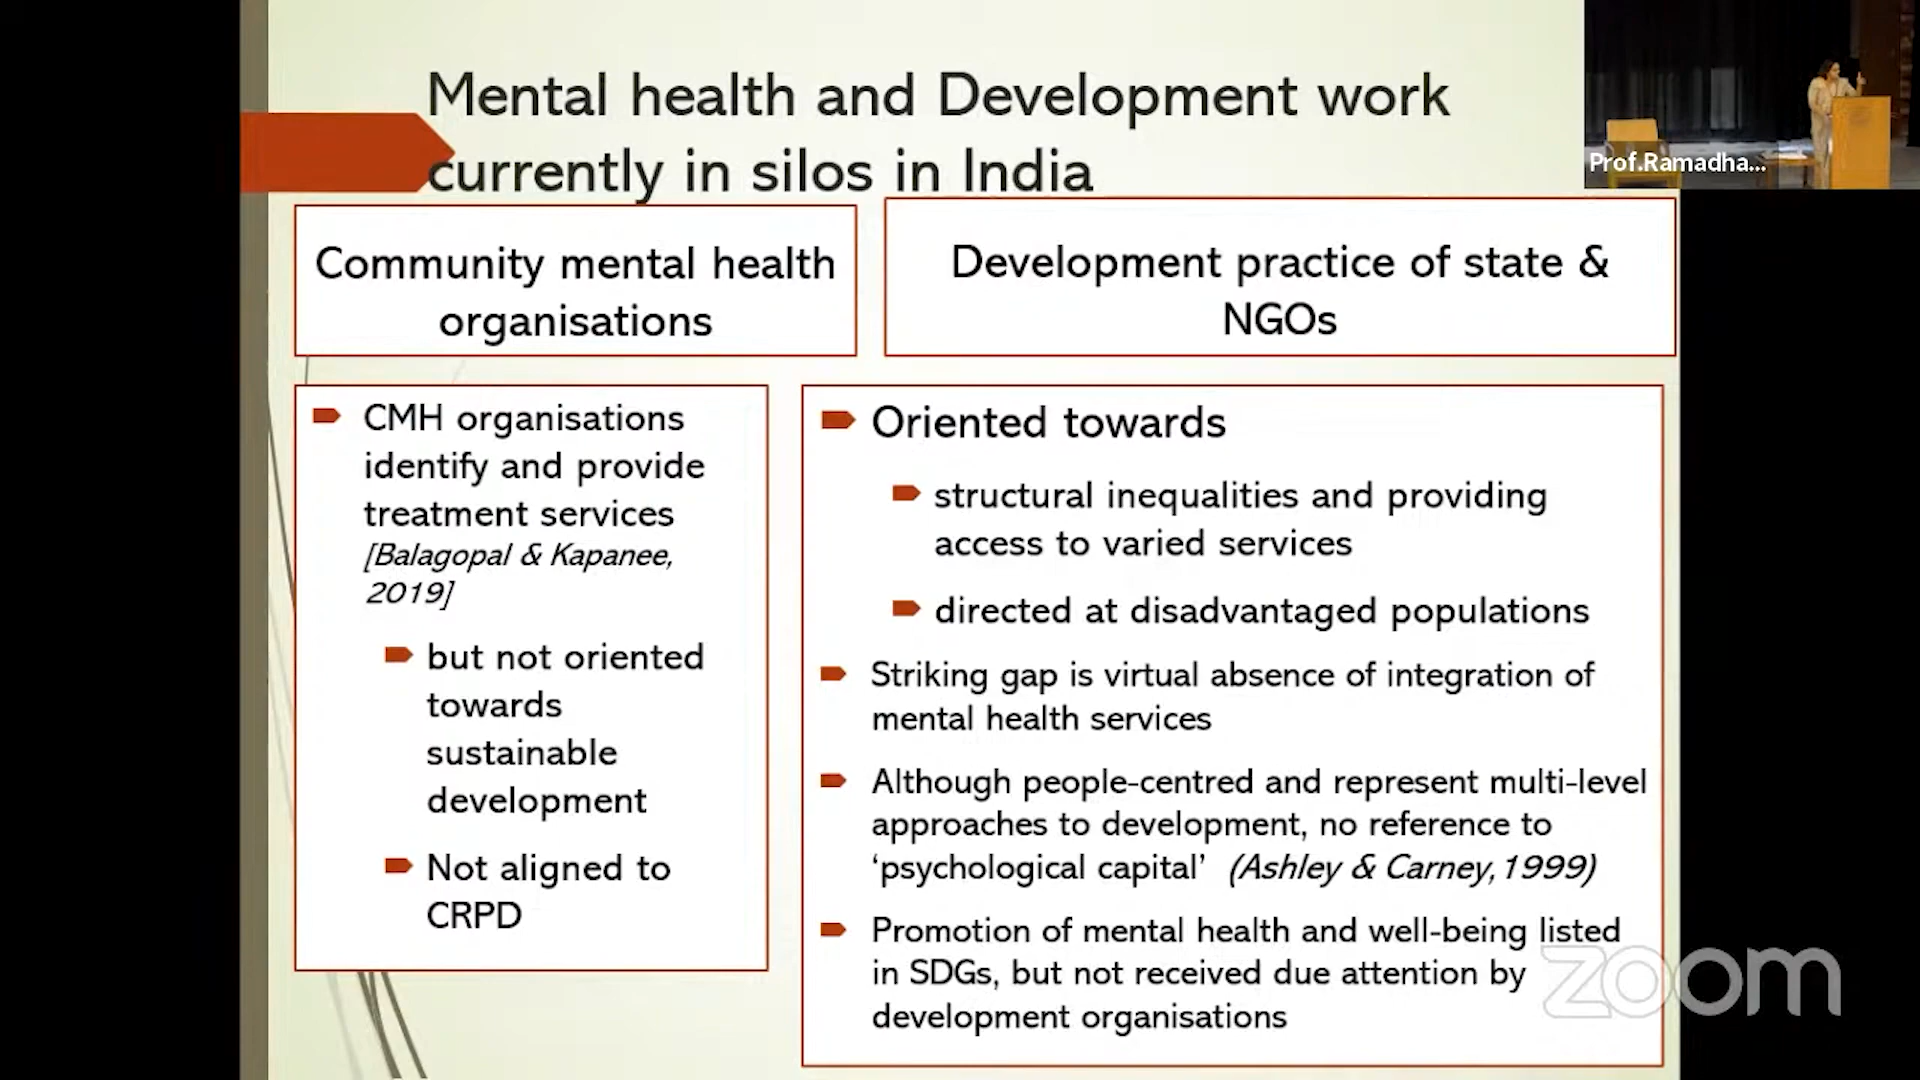 Mental health and Development work
currently in silos in India
Prof.Ramadha...
Community mental health
organisations
Development practice of state &
NGOs
CMH organisations
identify and provide
treatment services
[Balagopal & Kapanee,
2019]
but not oriented
towards
sustainable
development
Not aligned to
CRPD
Oriented towards
structural inequalities and providing
access to varied services
directed at disadvantaged populations
Striking gap is virtual absence of integration of
mental health services
Although people-centred and represent multi-level
approaches to development, no reference to
‘psychological capital’ (Ashley & Carney,1999)
Promotion of mental health and well-being listed
in SDGs, but not received due attention by
development organisations
zoom